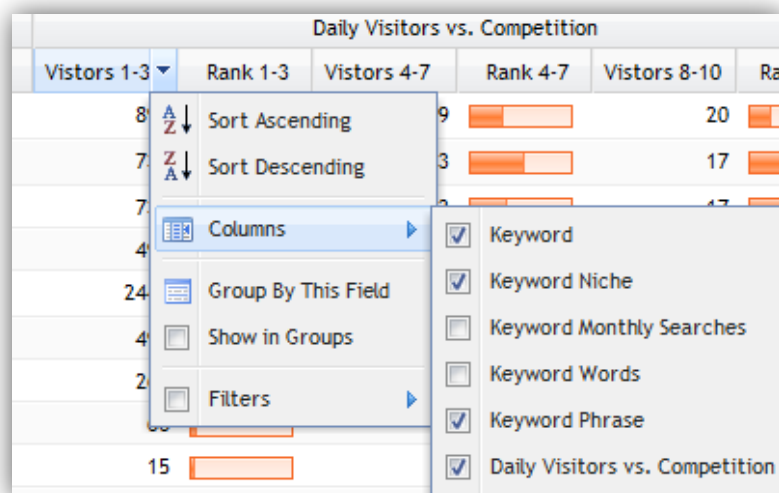 Daily Visitors vs. Competition
Vistors 1-3 Rank 1-3 Vistors 4-7 Rank 4-7 Vistors 8-10
20
17
Sort Ascending
Sort Descending
Columns
Group By This Field
Show in Groups
Filters
Keyword
Keyword Niche
Keyword Monthly Searches
Keyword Words
Keyword Phrase
Daily Visitors vs. Competition
15